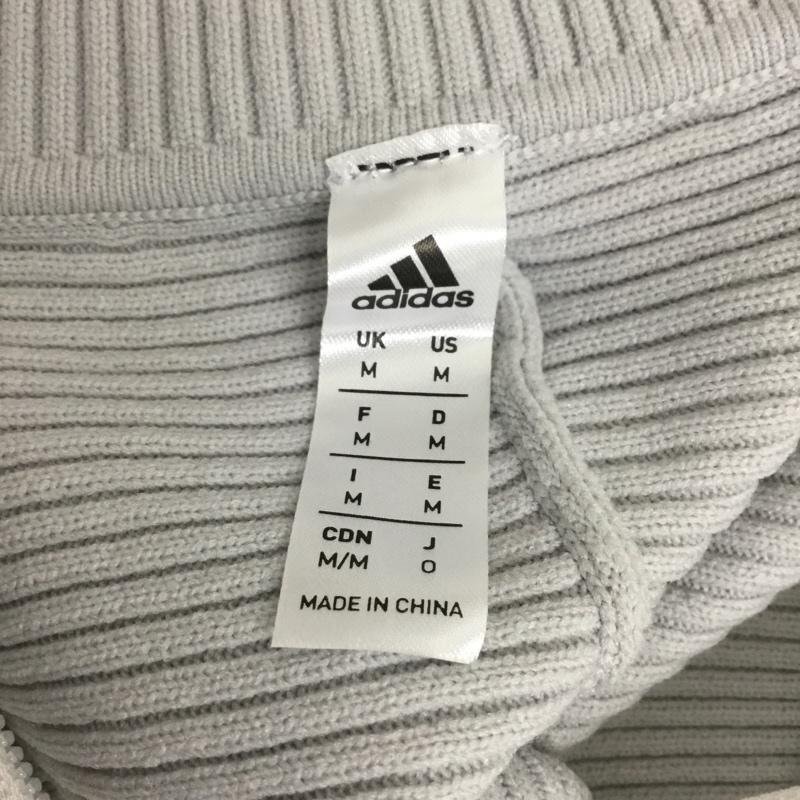 adidas
UK US
M M
F D
M M
I E
M M
CDN J
M/M O
MADE IN CHINA